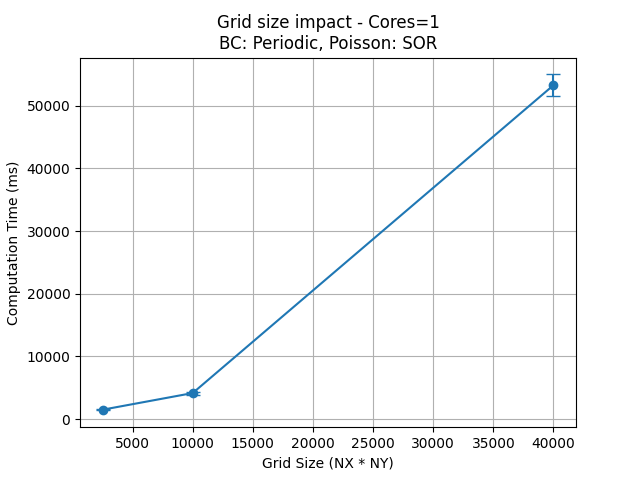 Grid size impact - Cores=1
BC: Periodic, Poisson: SOR
Computation Time (ms)
50000
40000
30000
20000
10000
0
5000 10000 15000 20000 25000 30000 35000 40000
Grid Size (NX * NY)